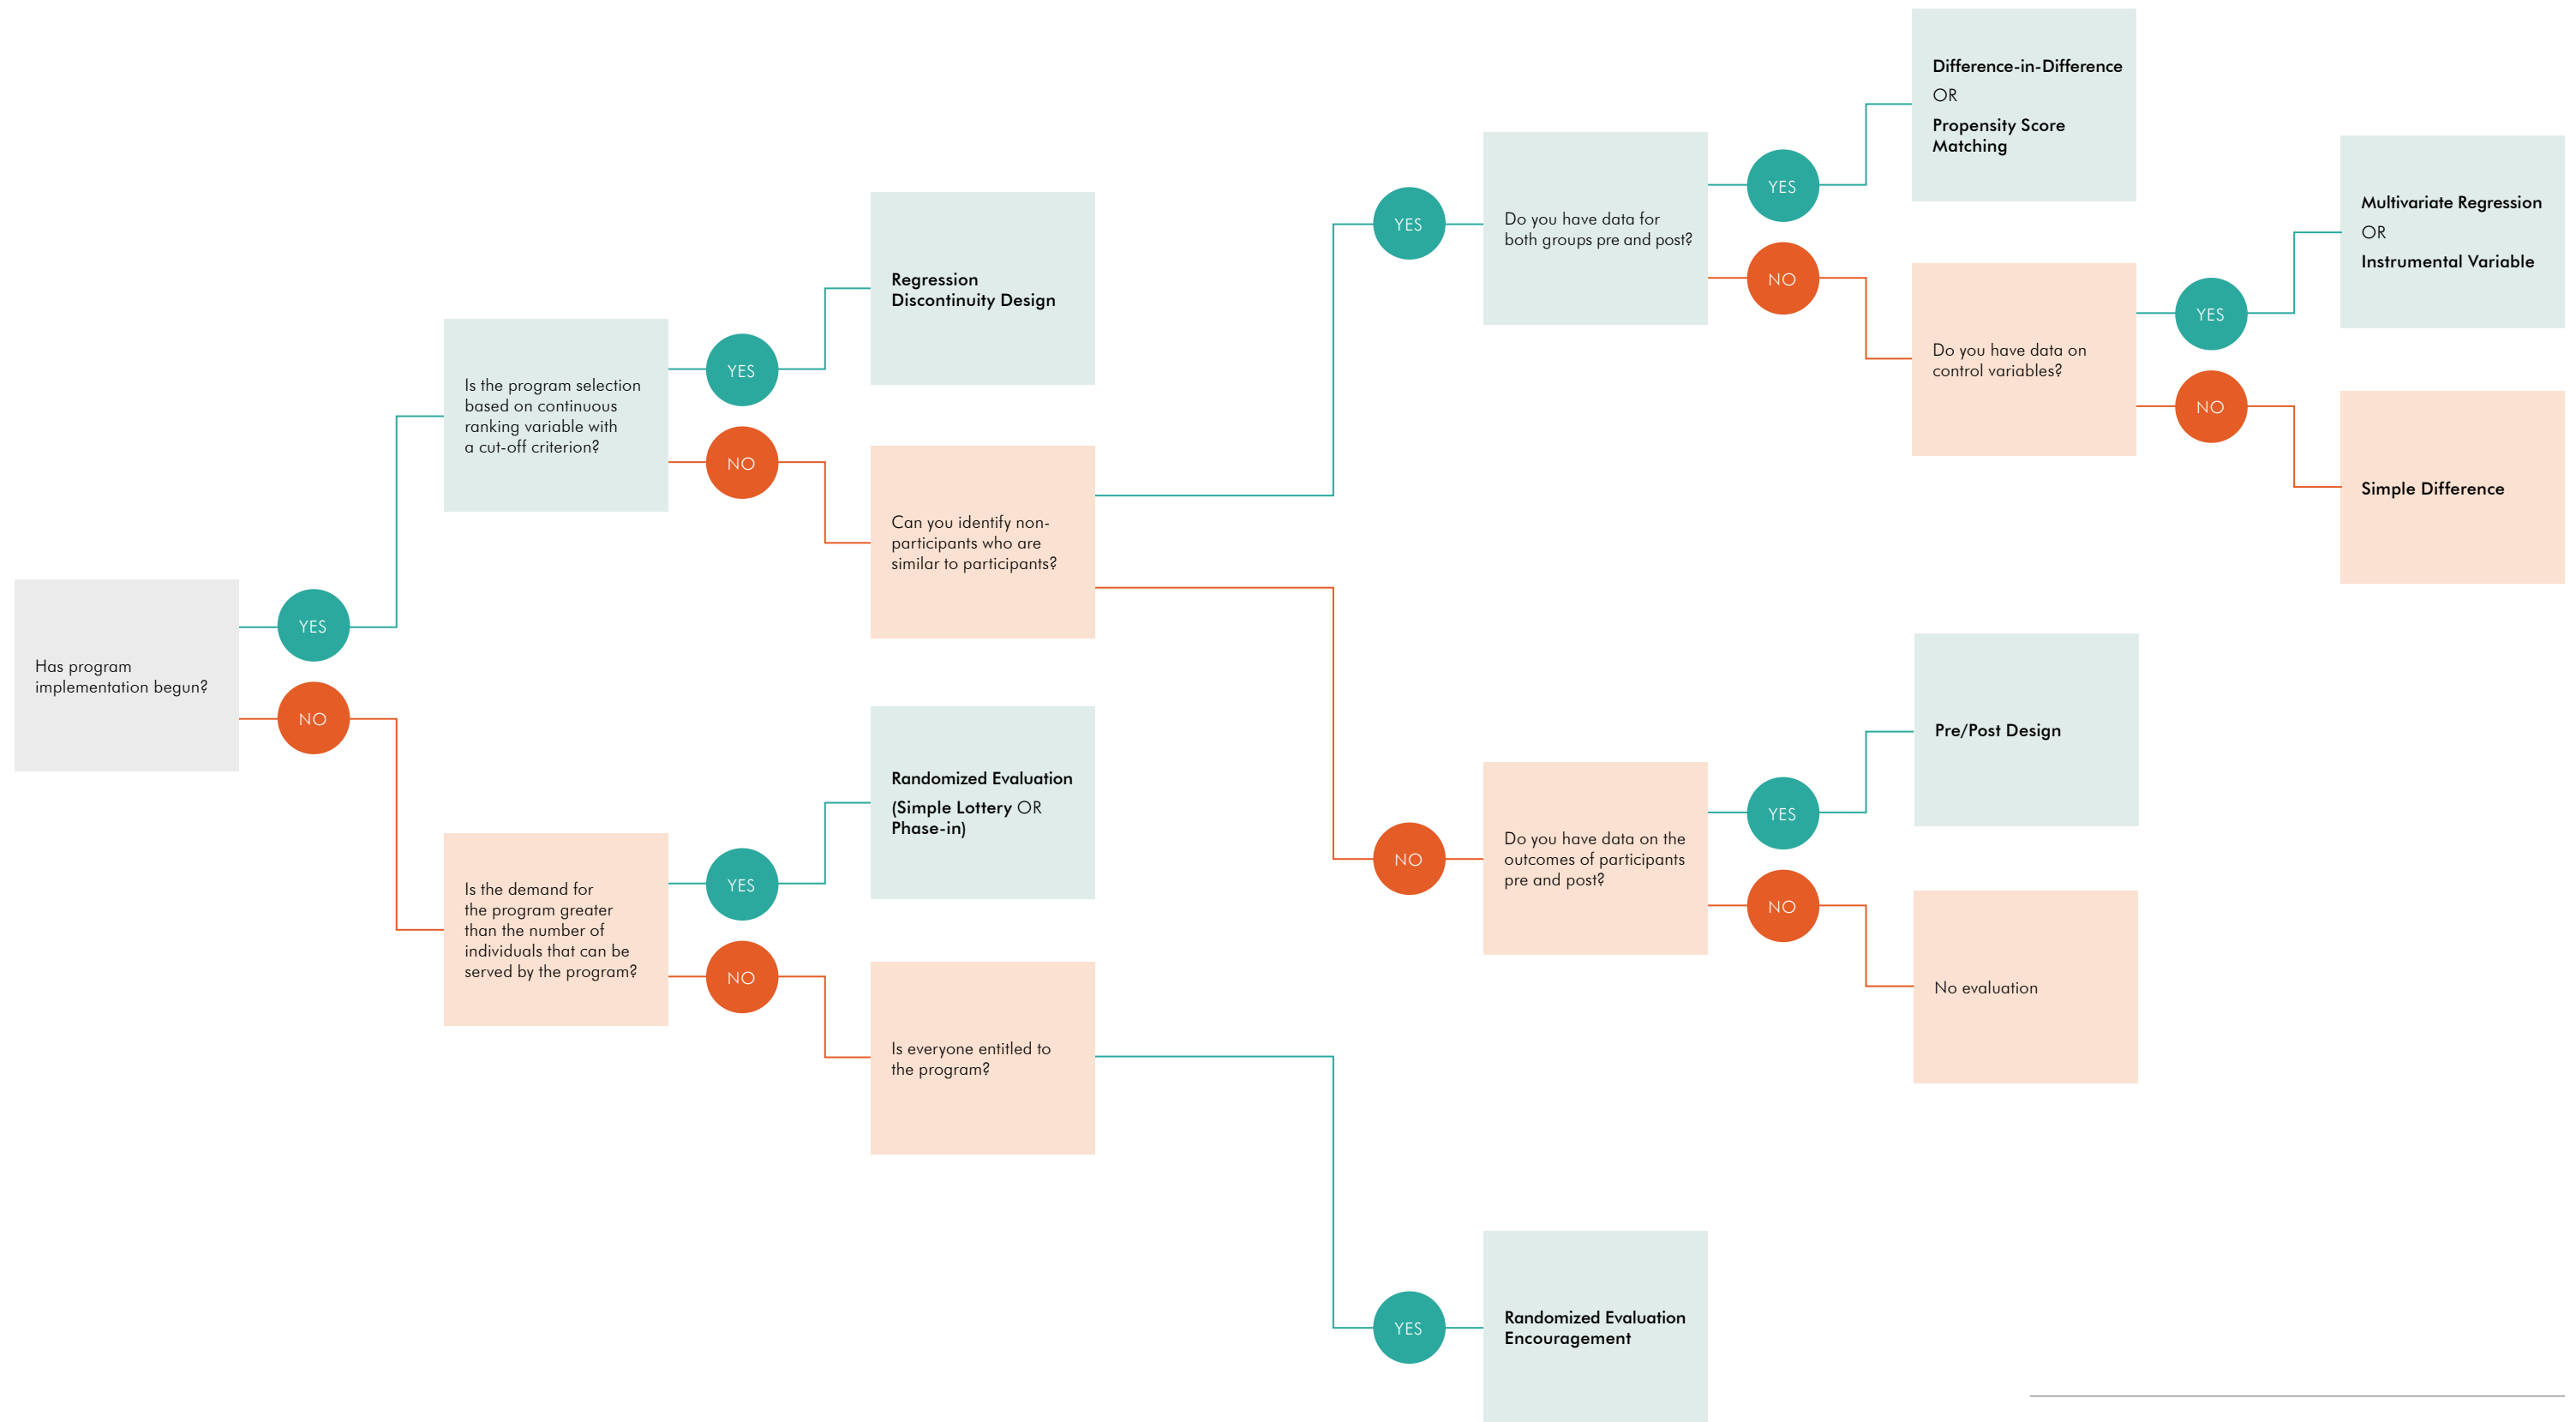 Has program
implementation begun?
YES
NO
Is the program selection
based on continuous
ranking variable with
a cut-off criterion?
YES
NO
Regression
Discontinuity Design
Can you identify non-
participants who are
similar to participants?
YES
Do you have data for
both groups pre and post?
YES
NO
Difference-in-Difference
OR
Propensity Score
Matching
Do you have data on
control variables?
YES
NO
Multivariate Regression
OR
Instrumental Variable
Simple Difference
NO
Do you have data on the
outcomes of participants
pre and post?
YES
NO
Pre/Post Design
No evaluation
Is the demand for
the program greater
than the number of
individuals that can be
served by the program?
YES
NO
Randomized Evaluation
(Simple Lottery OR
Phase-in)
Is everyone entitled to
the program?
YES
Randomized Evaluation
Encouragement